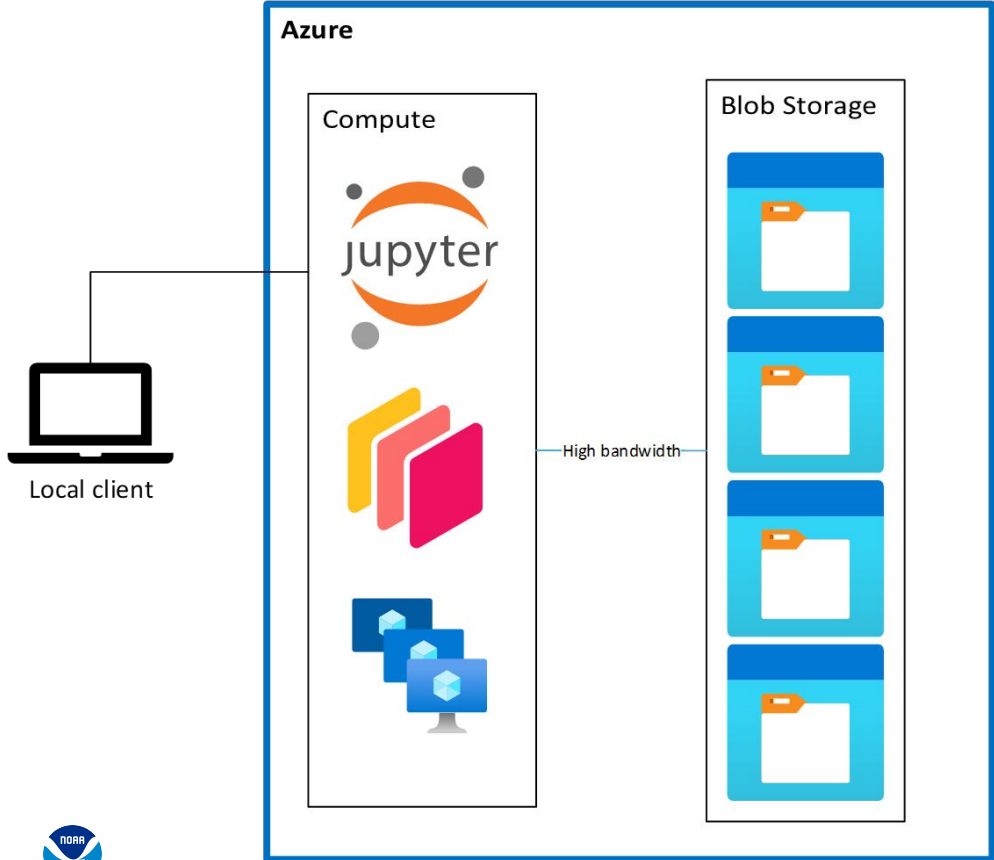 Azure
Compute
Blob Storage
jupyter
High bandwidth
Local client
NOAA